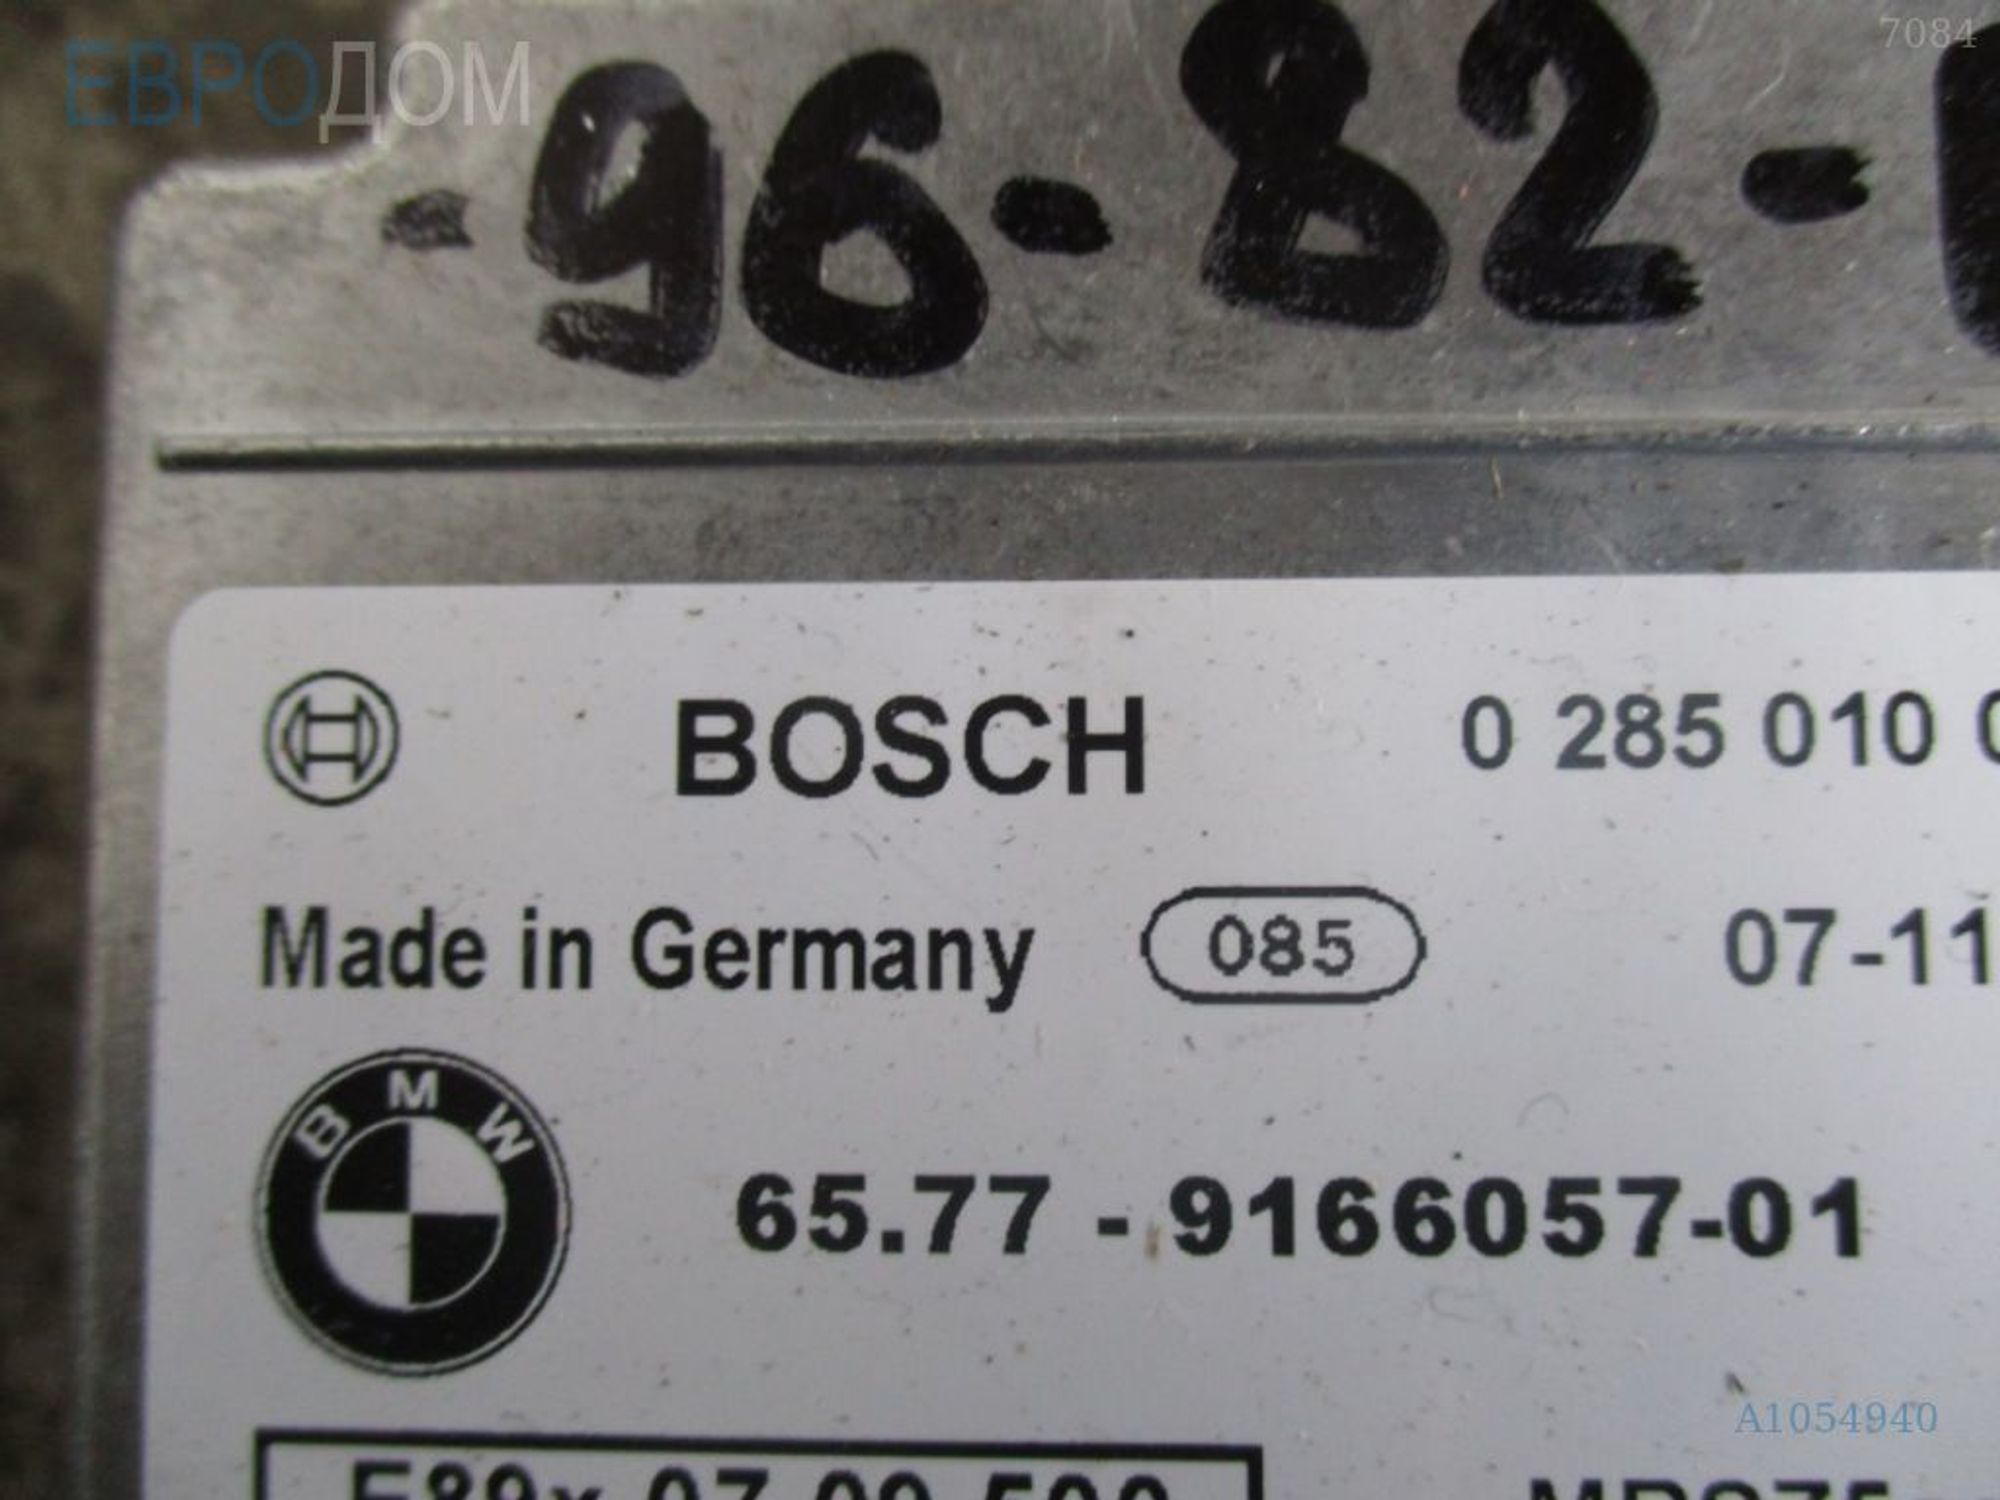 7084
ЕВРОДОМ
-96-82-
BOSCH 0 285 010
Made in Germany 085 07-11
BMW
65.77 - 9166057-01
A1054940